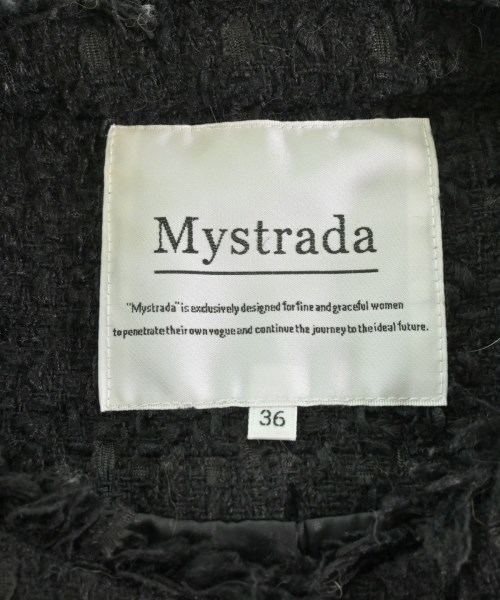 Mystrada
"Mystrada" is exclusively designed for fine and graceful women
to penetrate their own vogue and continue the journey to the ideal future.
36